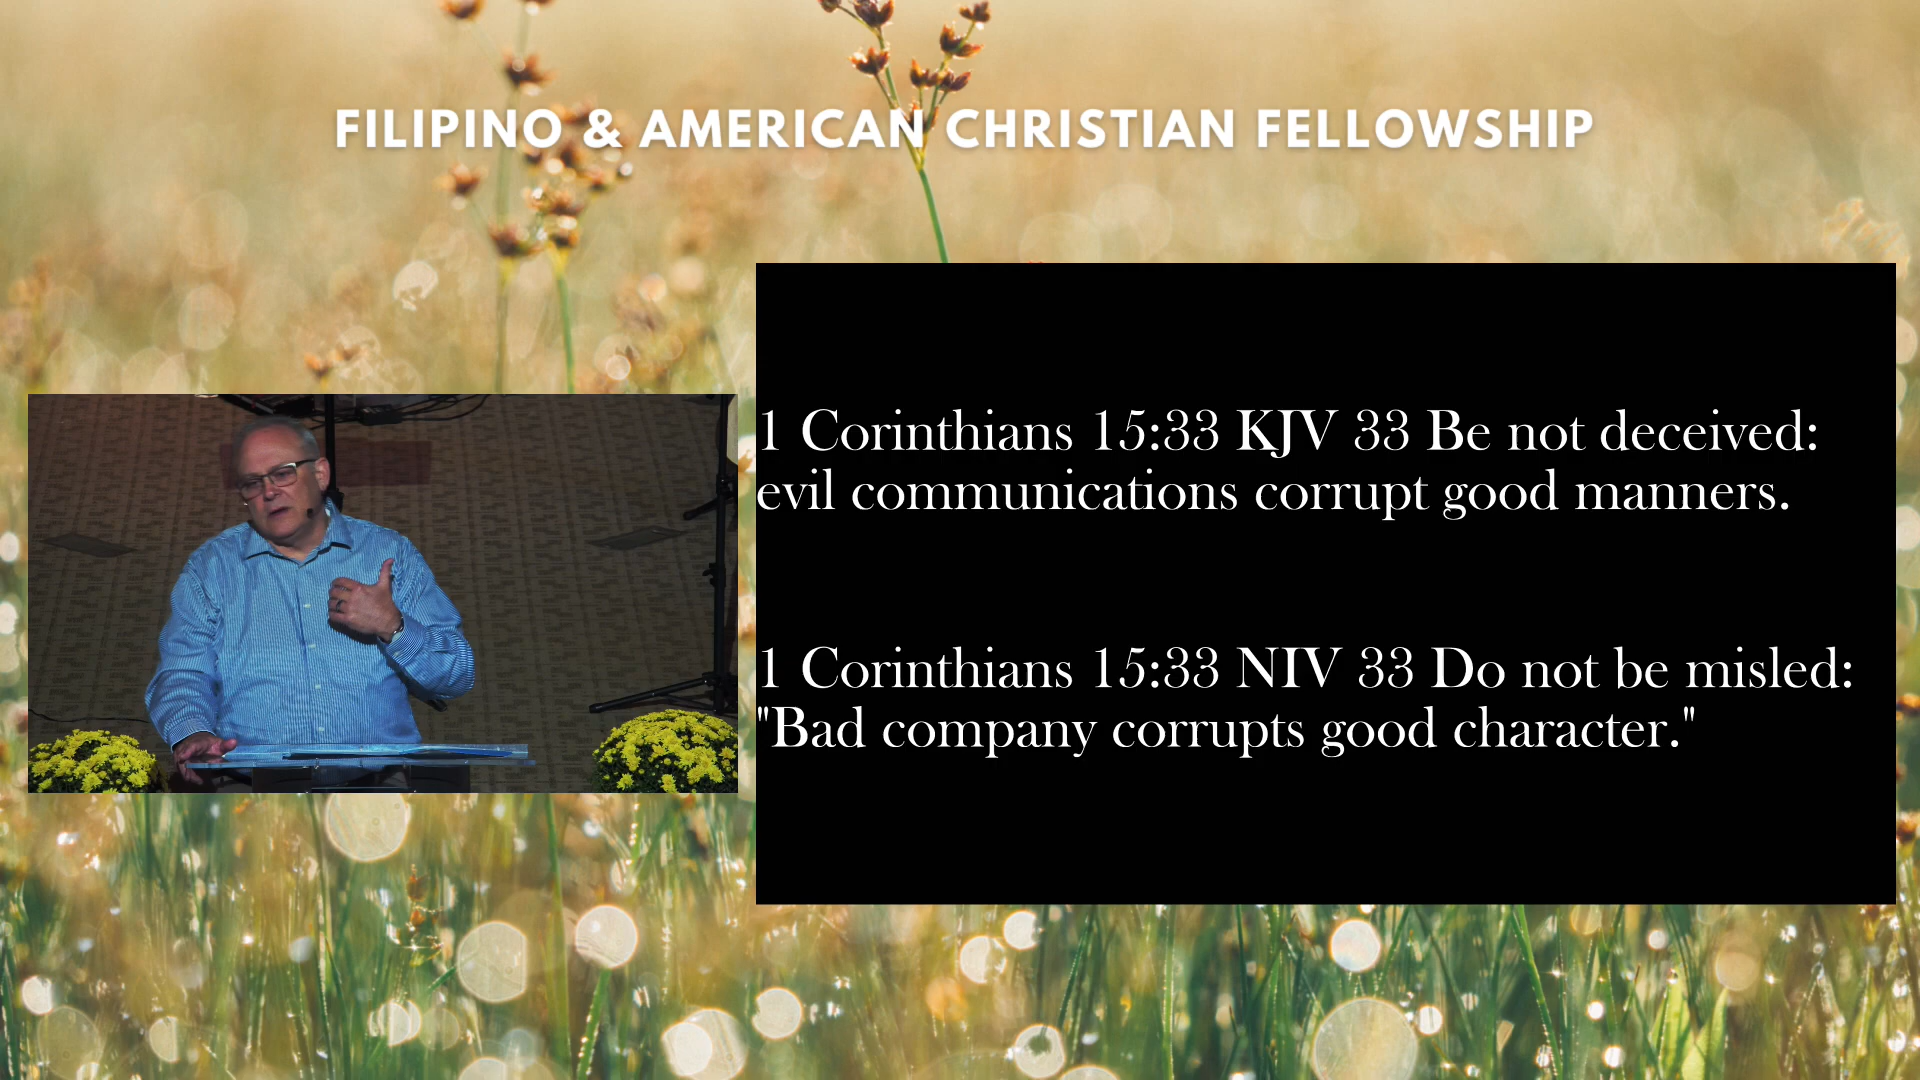 FILIPINO & AMERICAN CHRISTIAN FELLOWSHIP
1 Corinthians 15:33 KJV 33 Be not deceived:
evil communications corrupt good manners.
1 Corinthians 15:33 NIV 33 Do not be misled:
"Bad company corrupts good character."